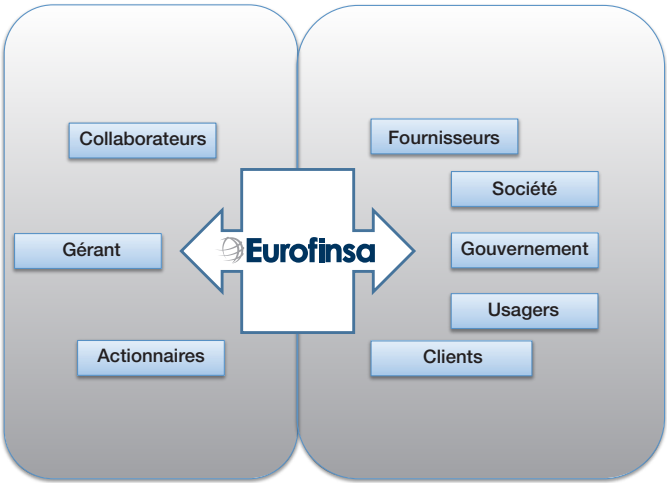 Collaborateurs
Gérant
Actionnaires
Eurofinsa
Fournisseurs
Société
Gouvernement
Usagers
Clients